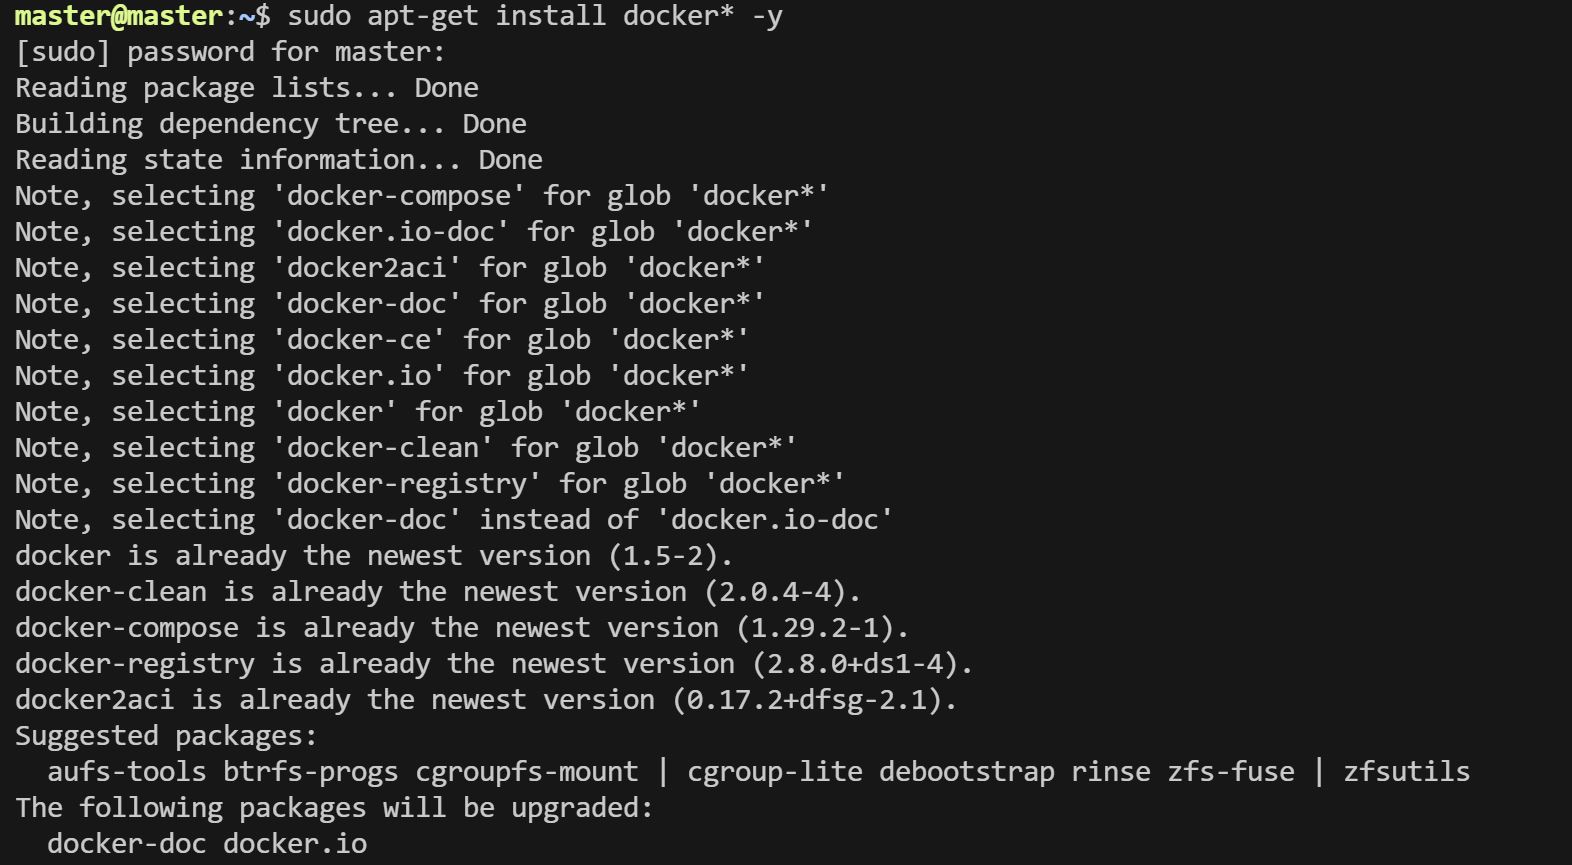 master@master:~$ sudo apt-get install docker* -y
[sudo] password for master:
Reading package lists... Done
Building dependency tree... Done
Reading state information... Done
Note, selecting 'docker-compose' for glob 'docker*'
Note, selecting 'docker.io-doc' for glob 'docker*'
Note, selecting 'docker2aci' for glob 'docker*'
Note, selecting 'docker-doc' for glob 'docker*'
Note, selecting 'docker-ce' for glob 'docker*'
Note, selecting 'docker.io' for glob 'docker*'
Note, selecting 'docker' for glob 'docker*'
Note, selecting 'docker-clean' for glob 'docker*'
Note, selecting 'docker-registry' for glob 'docker*'
Note, selecting 'docker-doc' instead of 'docker.io-doc'
docker is already the newest version (1.5-2).
docker-clean is already the newest version (2.0.4-4).
docker-compose is already the newest version (1.29.2-1).
docker-registry is already the newest version (2.8.0+ds1-4).
docker2aci is already the newest version (0.17.2+dfsg-2.1).
Suggested packages:
  aufs-tools btrfs-progs cgroupfs-mount | cgroup-lite debootstrap rinse zfs-fuse | zfsutils
The following packages will be upgraded:
  docker-doc docker.io